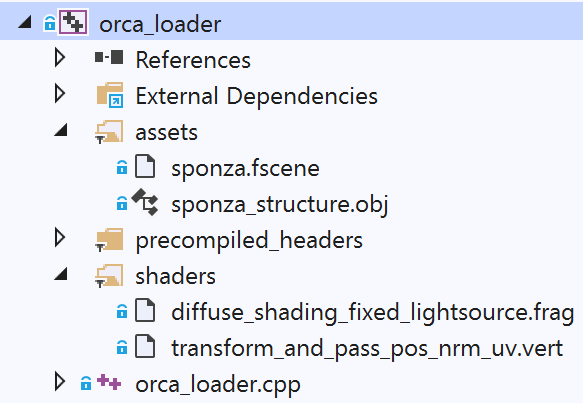 orca_loader
References
External Dependencies
assets
sponza.fscene
sponza_structure.obj
precompiled_headers
shaders
diffuse_shading_fixed_lightsource.frag
transform_and_pass_pos_nrm_uv.vert
orca_loader.cpp